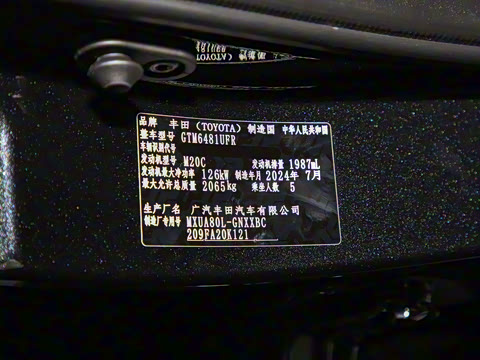 品牌 丰田(TOYOTA) 制造国 中华人民共和国
整车型号 GTM6481UFR
车辆识别代号
发动机型号 M20C 发动机排量 1987mL
发动机最大净功率 126kW 制造年月 2024年7月
最大允许总质量 2065kg 乘坐人数 5
生产厂名 广汽丰田汽车有限公司
制造厂专用号 MXUA80L-GNXXBC
209FA20K121